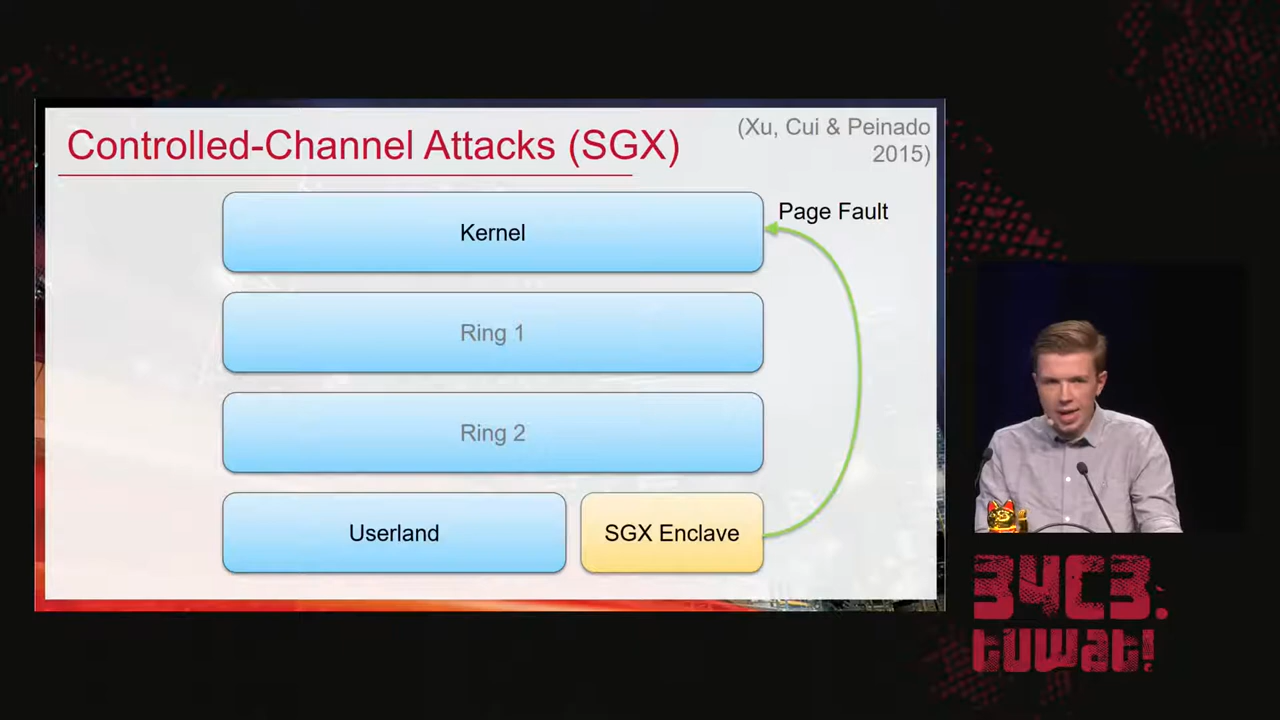 Controlled-Channel Attacks (SGX)
(Xu, Cui & Peinado
2015)
Kernel
Page Fault
Ring 1
Ring 2
Userland
SGX Enclave
34C3:
tuwat!